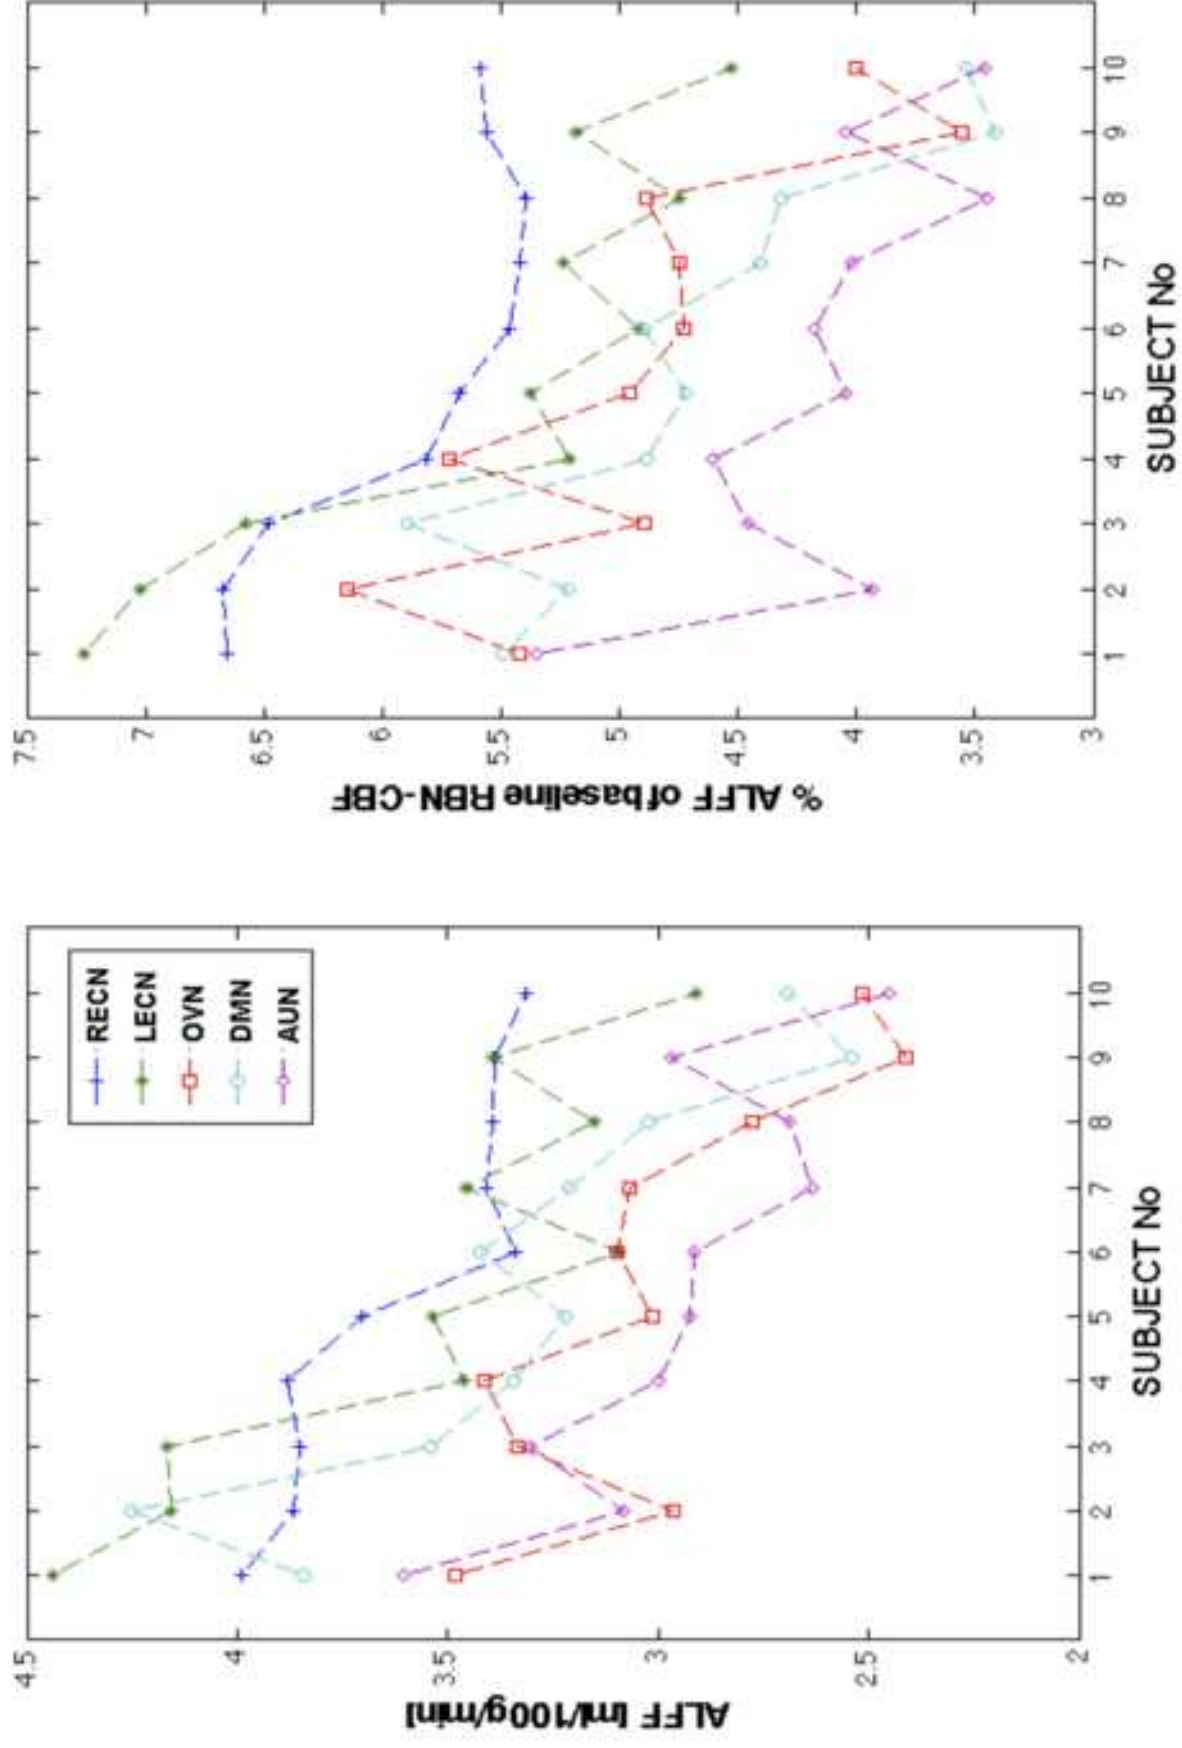 ALFF [ml/100g/min]
4.5
4
3.5
3
2.5
2
1 2 3 4 5 6 7 8 9 10
SUBJECT No
RECN
LECN
OVN
DMN
AUN
% ALFF of baseline RBN-CBF
7.5
7
6.5
6
5.5
5
4.5
4
3.5
3
1 2 3 4 5 6 7 8 9 10
SUBJECT No